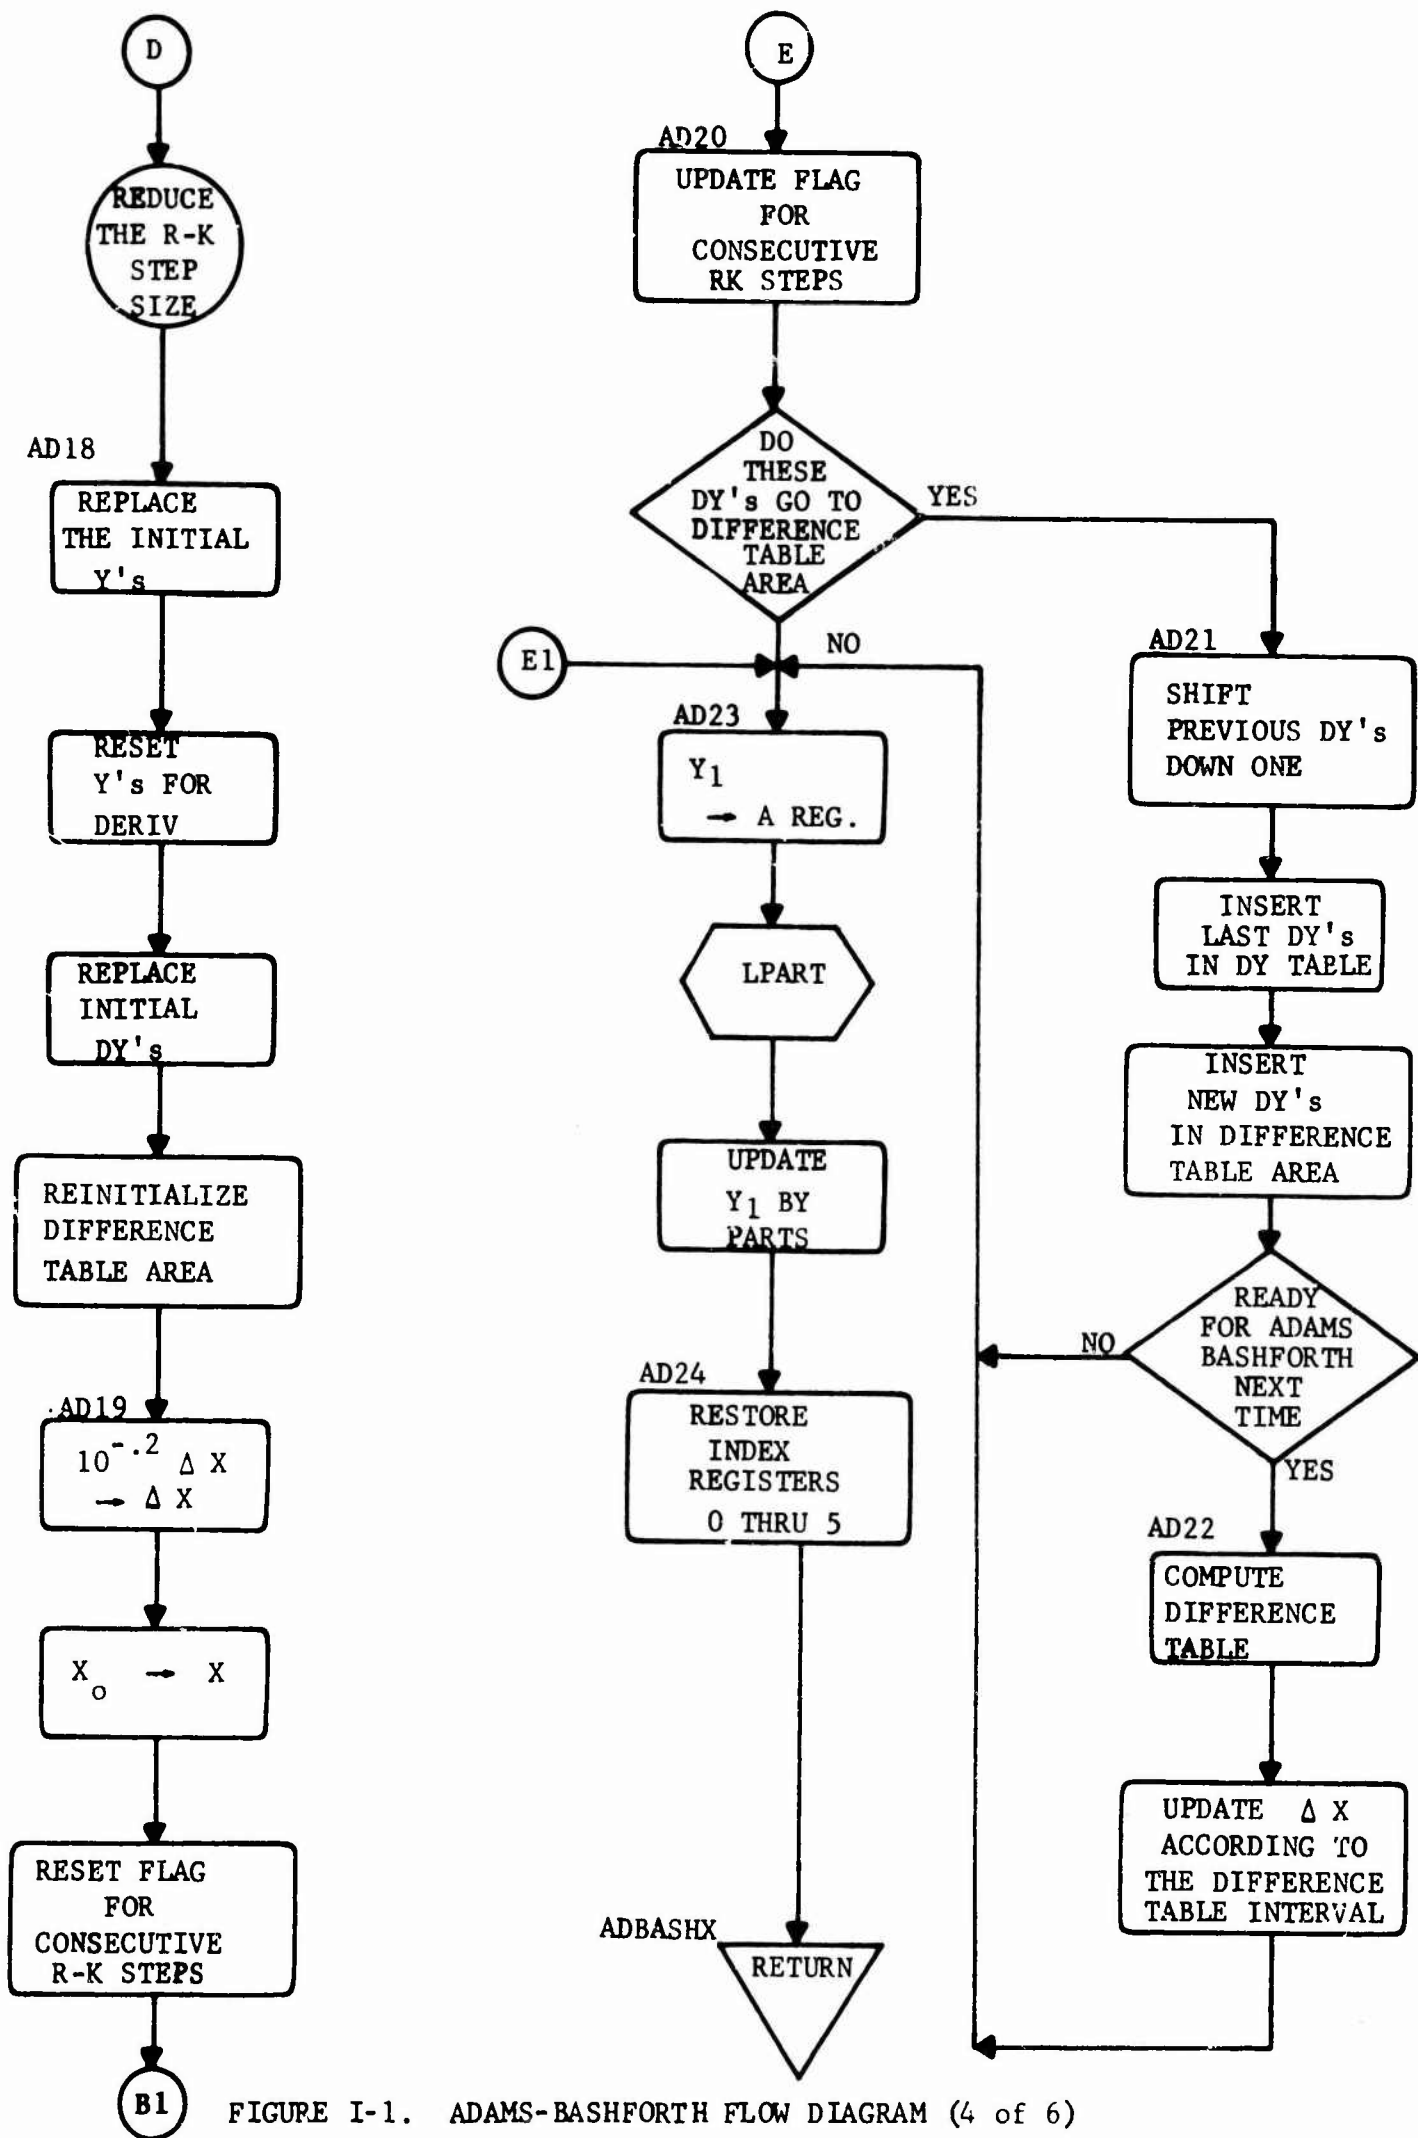 D
REDUCE
THE R-K
STEP
SIZE
AD18
REPLACE
THE INITIAL
Y's
RESET
Y's FOR
DERIV
REPLACE
INITIAL
DY's
REINITIALIZE
DIFFERENCE
TABLE AREA
AD19
10^-.2 Δ X
→ Δ X
X_o → X
RESET FLAG
FOR
CONSECUTIVE
R-K STEPS
B1
E
AD20
UPDATE FLAG
FOR
CONSECUTIVE
RK STEPS
DO
THESE
DY's GO TO
DIFFERENCE
TABLE
AREA
YES
NO
E1
AD23
Y1
→ A REG.
LPART
UPDATE
Y1 BY
PARTS
AD24
RESTORE
INDEX
REGISTERS
0 THRU 5
ADBASHX
RETURN
AD21
SHIFT
PREVIOUS DY's
DOWN ONE
INSERT
LAST DY's
IN DY TABLE
INSERT
NEW DY's
IN DIFFERENCE
TABLE AREA
READY
FOR ADAMS
BASHFORTH
NEXT
TIME
NO
YES
AD22
COMPUTE
DIFFERENCE
TABLE
UPDATE Δ X
ACCORDING TO
THE DIFFERENCE
TABLE INTERVAL
FIGURE I-1. ADAMS-BASHFORTH FLOW DIAGRAM (4 of 6)